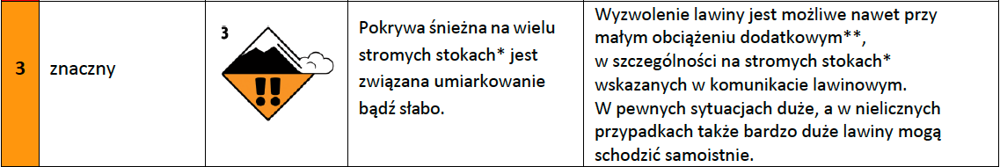 3
znaczny
3
Pokrywa śnieżna na wielu
stromych stokach* jest
związana umiarkowanie
bądź słabo.
Wyzwolenie lawiny jest możliwe nawet przy
małym obciążeniu dodatkowym**,
w szczególności na stromych stokach*
wskazanych w komunikacie lawinowym.
W pewnych sytuacjach duże, a w nielicznych
przypadkach także bardzo duże lawiny mogą
schodzić samoistnie.